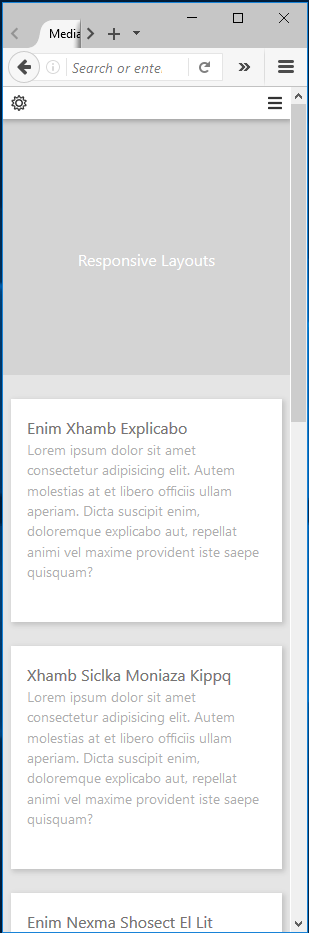 Media
Search or ente
Responsive Layouts
Enim Xhamb Explicabo
Lorem ipsum dolor sit amet
consectetur adipisicing elit. Autem
molestias at et libero officiis ullam
aperiam. Dicta suscipit enim,
doloremque explicabo aut, repellat
animi vel maxime provident iste saepe
quisquam?
Xhamb Siclka Moniaza Kippq
Lorem ipsum dolor sit amet
consectetur adipisicing elit. Autem
molestias at et libero officiis ullam
aperiam. Dicta suscipit enim,
doloremque explicabo aut, repellat
animi vel maxime provident iste saepe
quisquam?
Enim Nexma Shosect El Lit